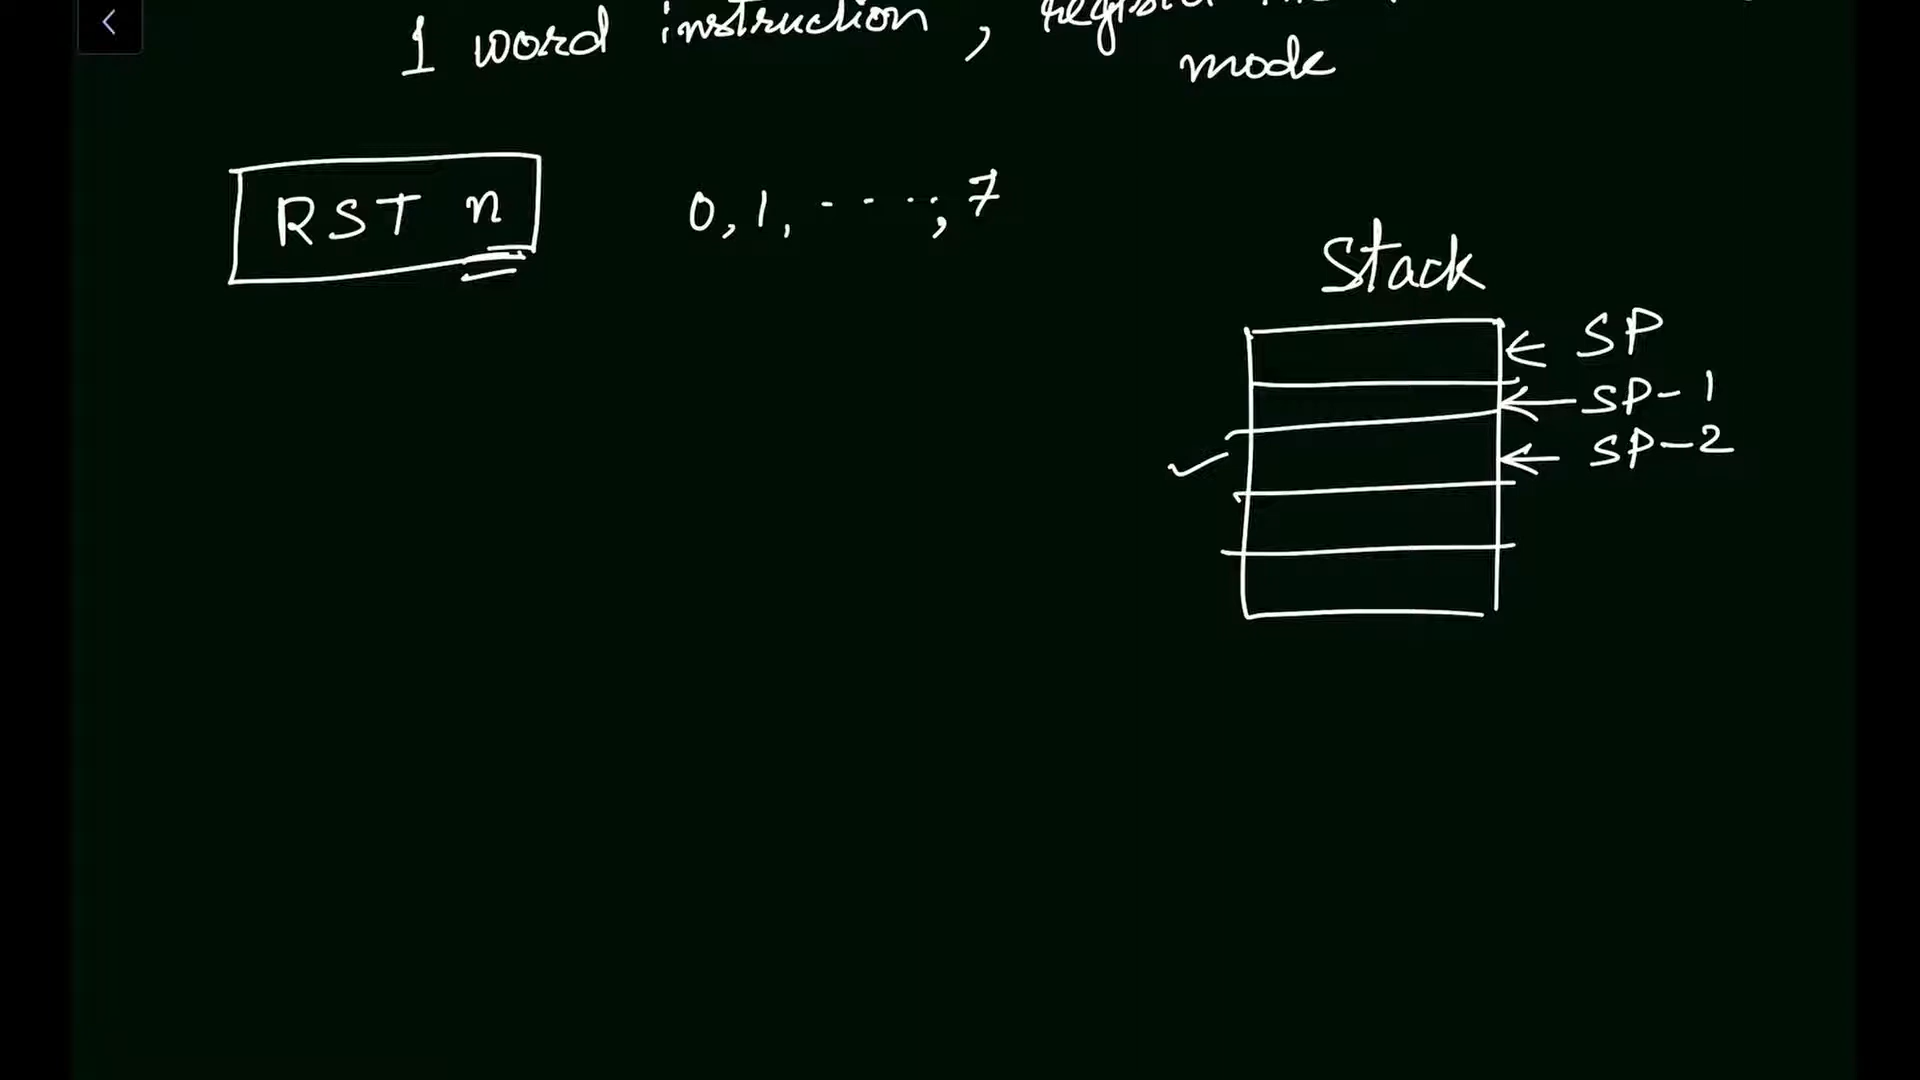 1 word instruction,
mode
RST n 0, 1, - - - ., 7
Stack
SP
SP-1
SP-2